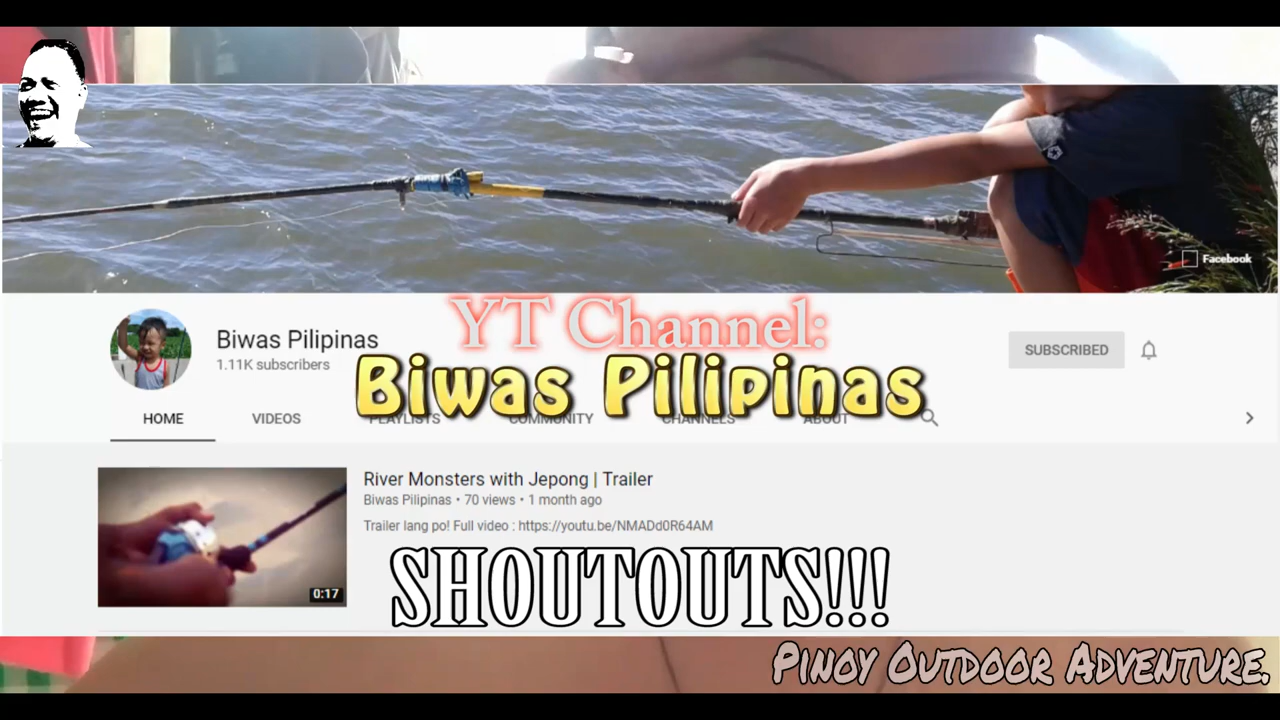 Facebook
YT Channel:
Biwas Pilipinas
1.11K subscribers
SUBSCRIBED
Biwas Pilipinas
HOME VIDEOS PLAYLISTS COMMUNITY CHANNELS ABOUT
River Monsters with Jepong | Trailer
Biwas Pilipinas • 70 views • 1 month ago
Trailer lang po! Full video : https://youtu.be/NMADd0R64AM
0:17
SHOUTOUTS!!!
PINOY OUTDOOR ADVENTURE.